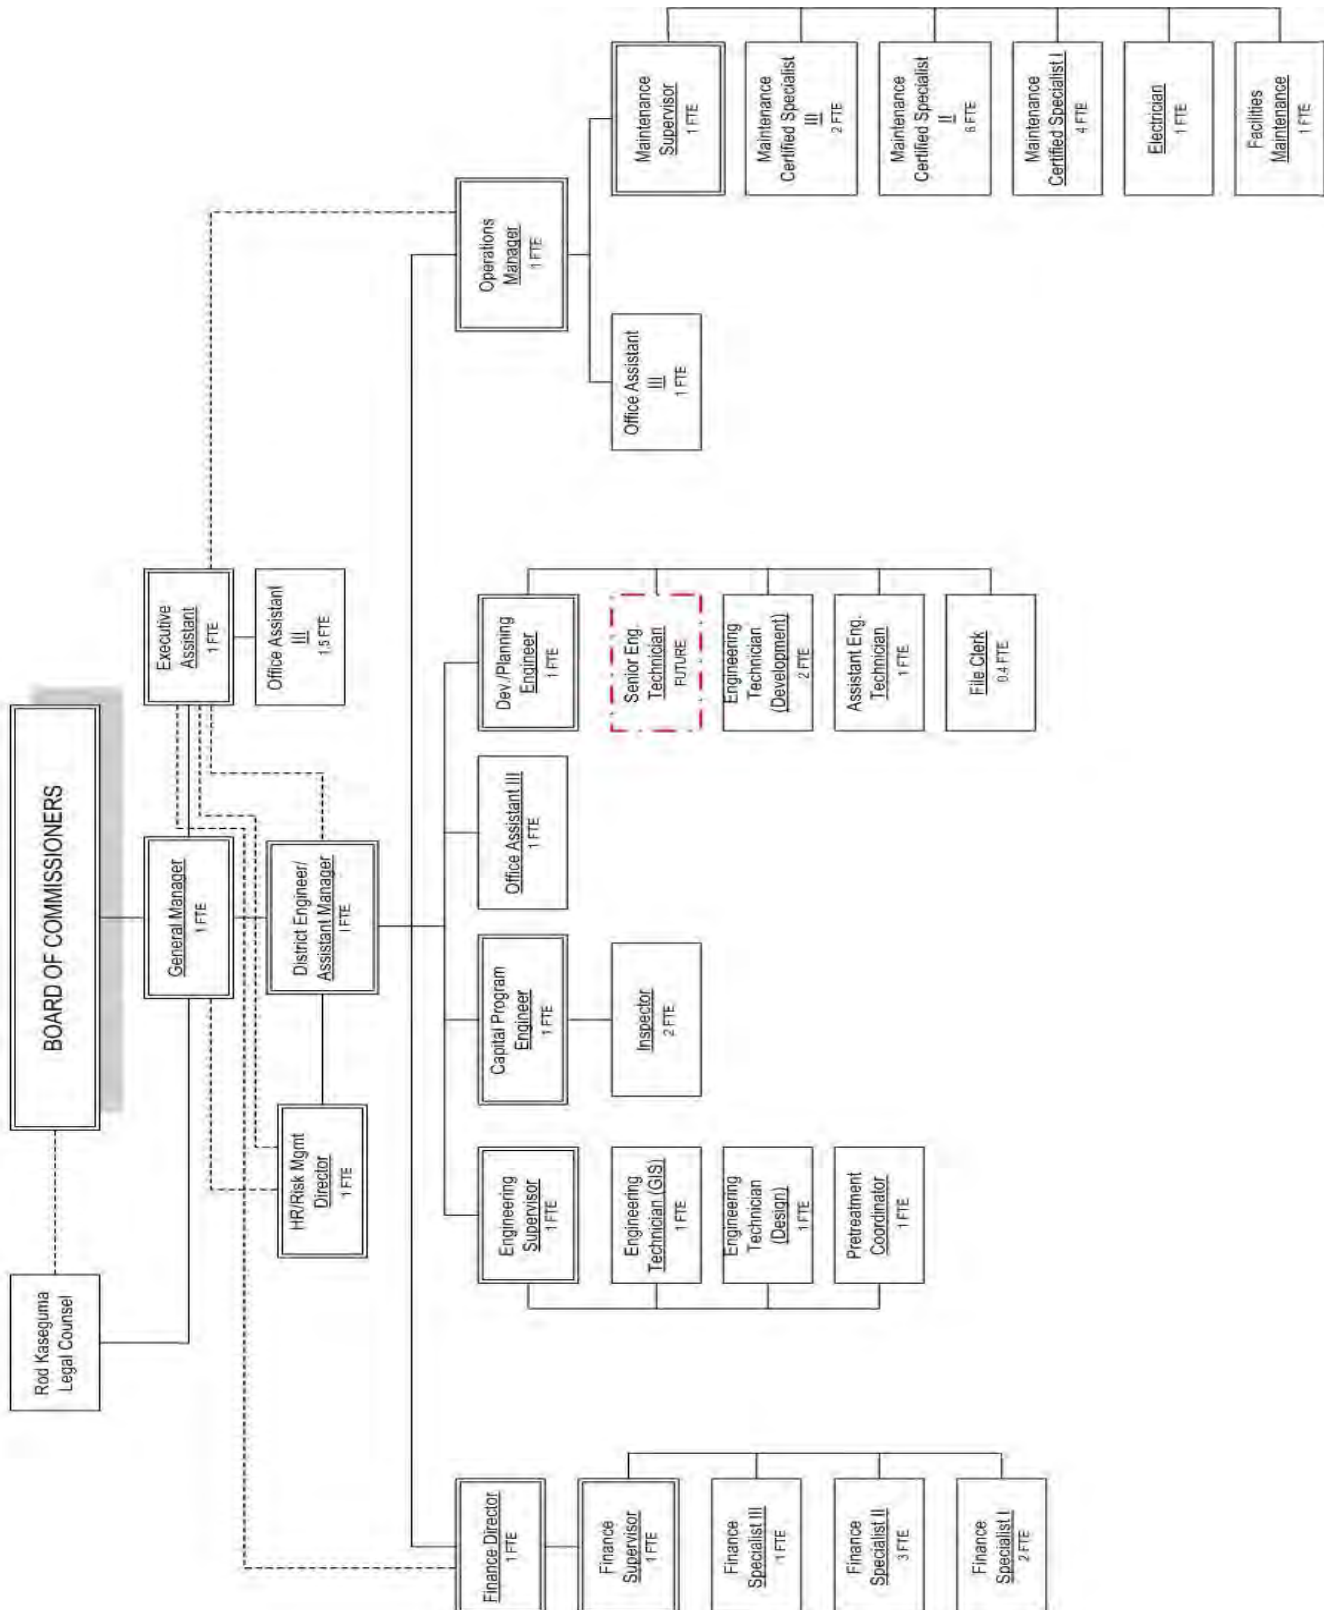 BOARD OF COMMISSIONERS
Rod Kaseguma
Legal Counsel
General Manager
1 FTE
Executive
Assistant
1 FTE
Office Assistant
III
1.5 FTE
HR/Risk Mgmt
Director
1 FTE
District Engineer/
Assistant Manager
1 FTE
Finance Director
1 FTE
Finance
Supervisor
1 FTE
Finance
Specialist III
1 FTE
Finance
Specialist II
3 FTE
Finance
Specialist I
2 FTE
Engineering
Supervisor
1 FTE
Engineering
Technician (GIS)
1 FTE
Engineering
Technician
(Design)
1 FTE
Pretreatment
Coordinator
1 FTE
Capital Program
Engineer
1 FTE
Inspector
2 FTE
Office Assistant III
1 FTE
Dev./Planning
Engineer
1 FTE
Senior Eng.
Technician
FUTURE
Engineering
Technician
(Development)
2 FTE
Assistant Eng.
Technician
1 FTE
File Clerk
0.4 FTE
Operations
Manager
1 FTE
Office Assistant
III
1 FTE
Maintenance
Supervisor
1 FTE
Maintenance
Certified Specialist
III
2 FTE
Maintenance
Certified Specialist
II
6 FTE
Maintenance
Certified Specialist I
4 FTE
Electrician
1 FTE
Facilities
Maintenance
1 FTE